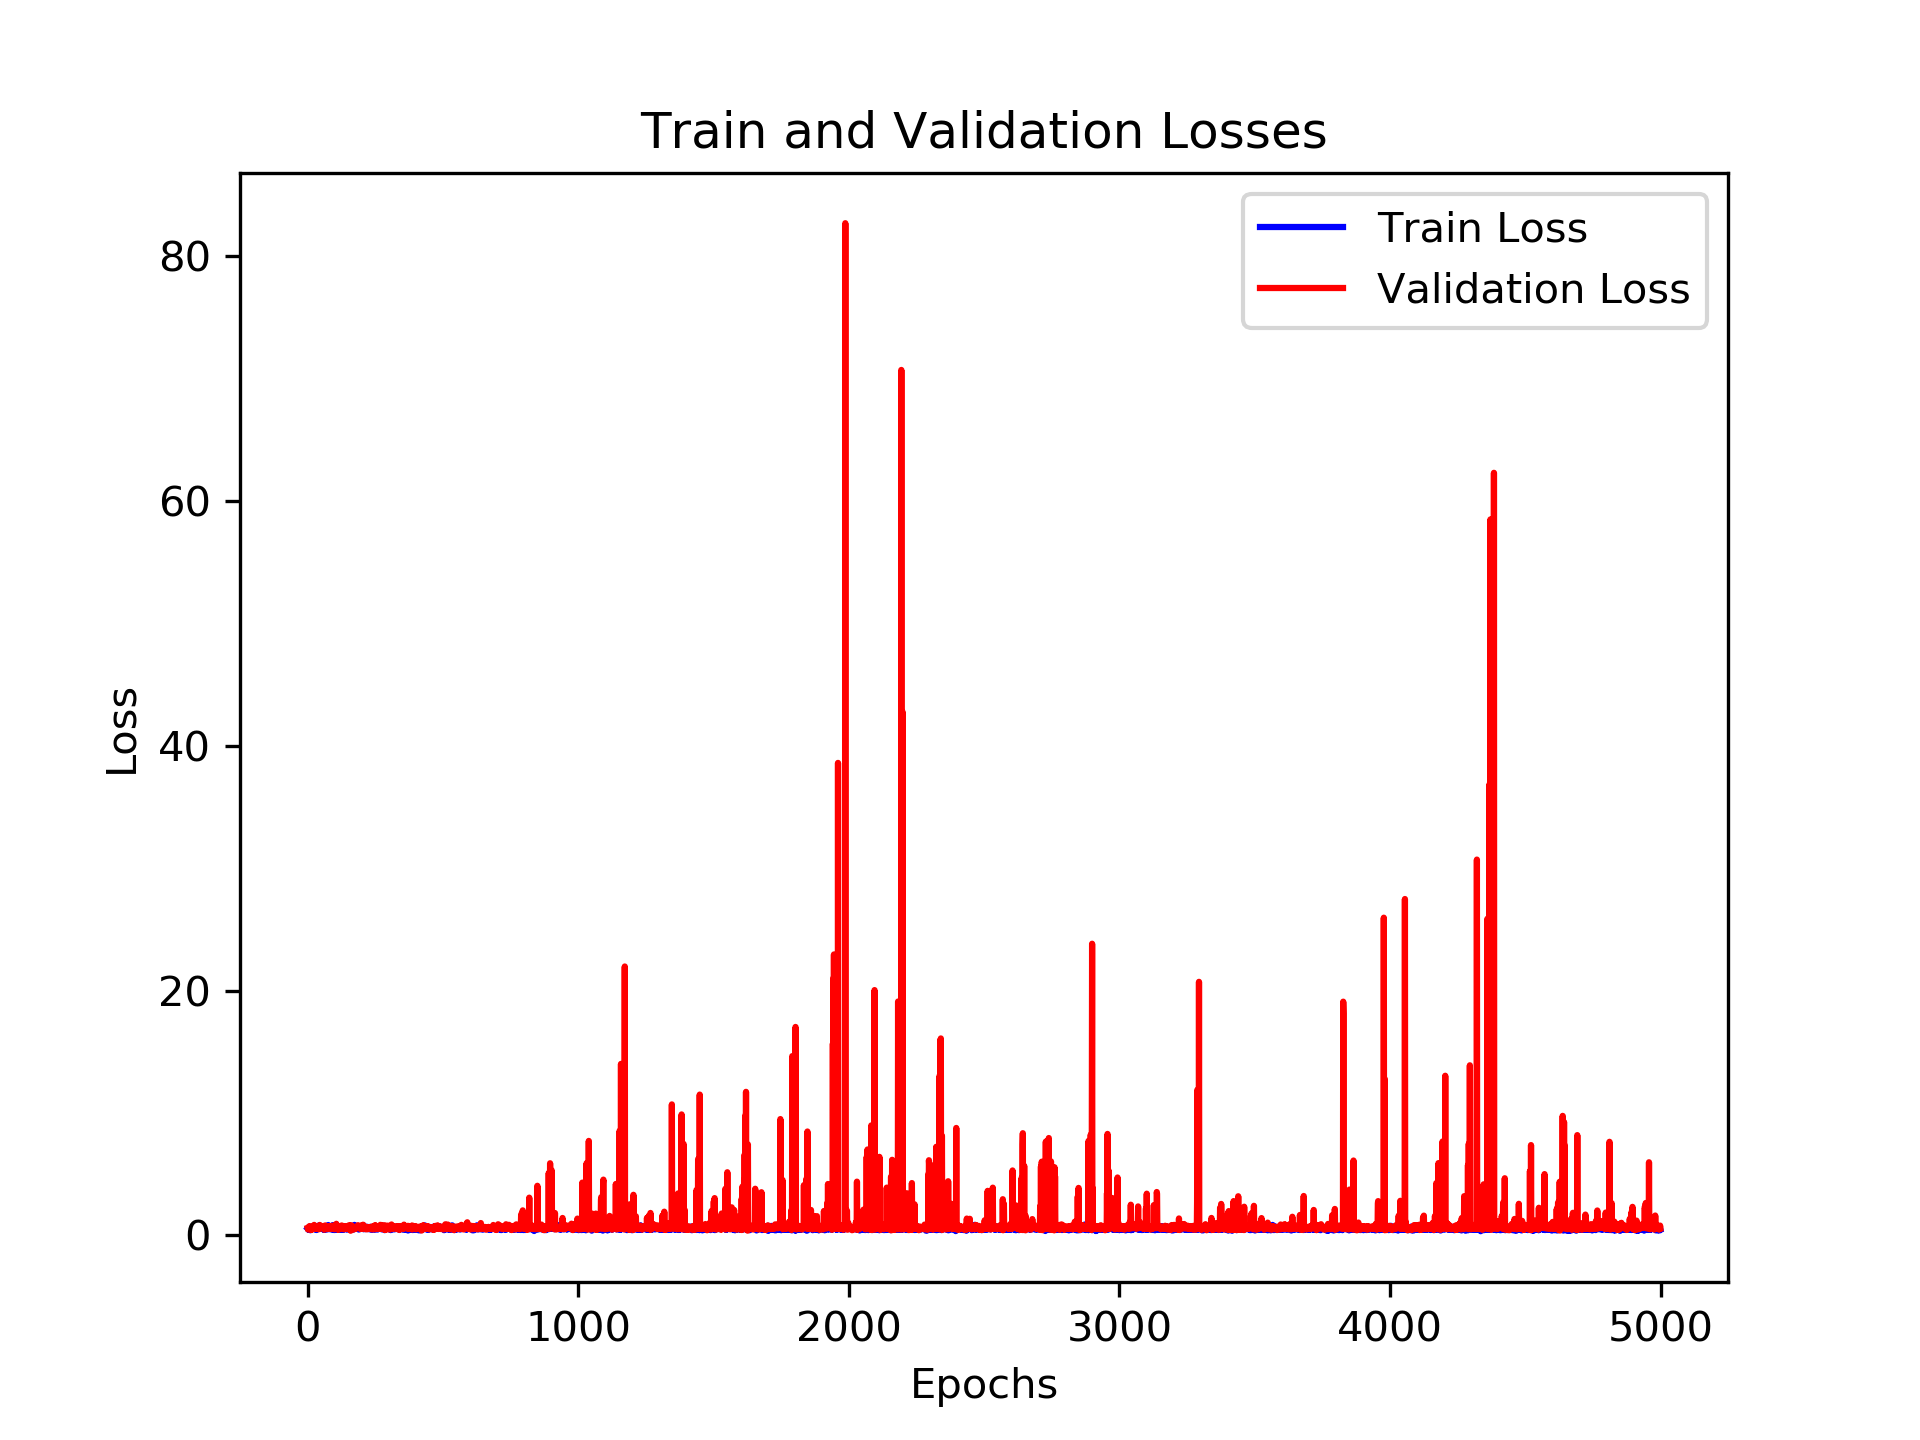 Train and Validation Losses
Train Loss
Validation Loss
80
60
40
20
0
Loss
0 1000 2000 3000 4000 5000
Epochs